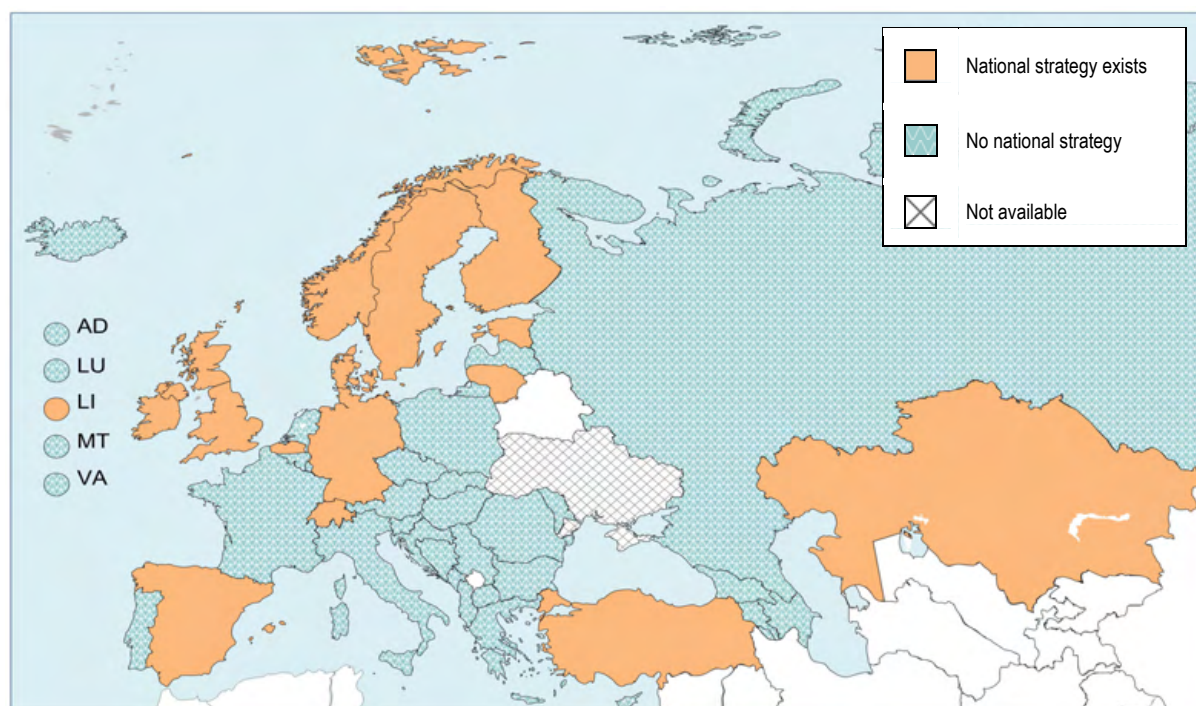 National strategy exists
No national strategy
Not available
AD
LU
LI
MT
VA